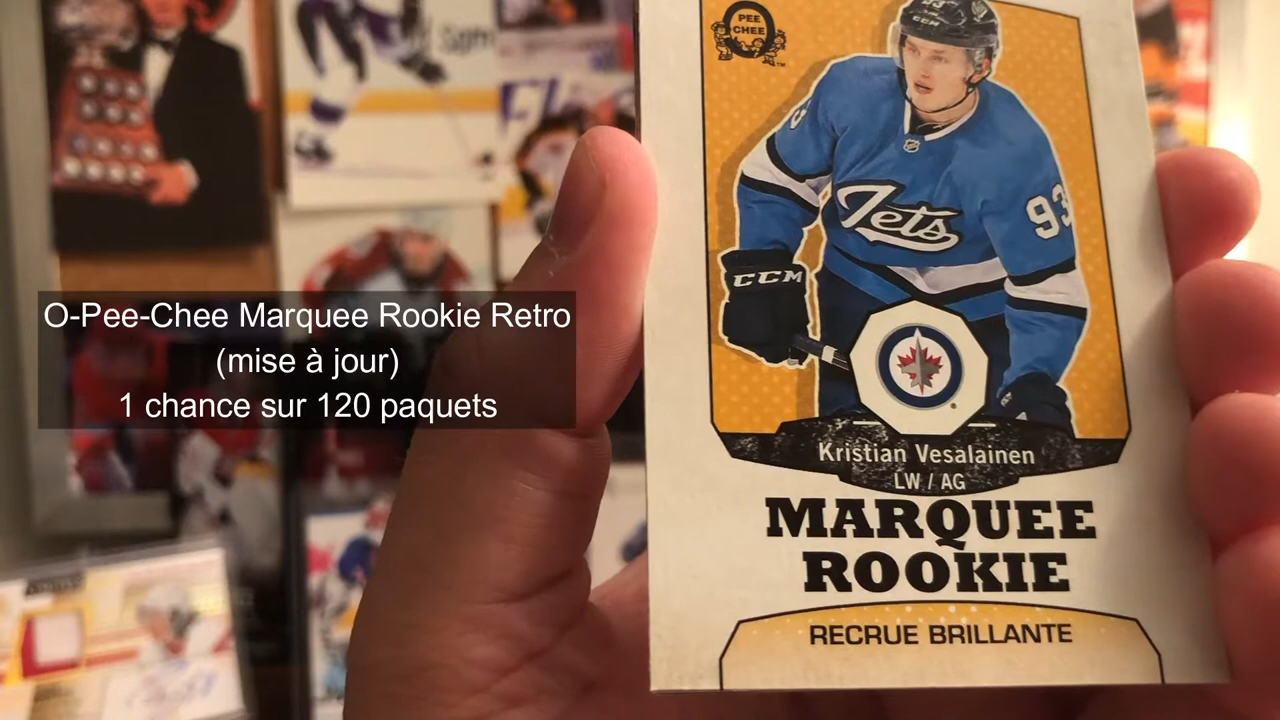 O-Pee-Chee Marquee Rookie Retro
(mise à jour)
1 chance sur 120 paquets
PEE
CHEE
CCM
Jets
93
CCM
Kristian Vesalainen
LW / AG
MARQUEE
ROOKIE
RECRUE BRILLANTE